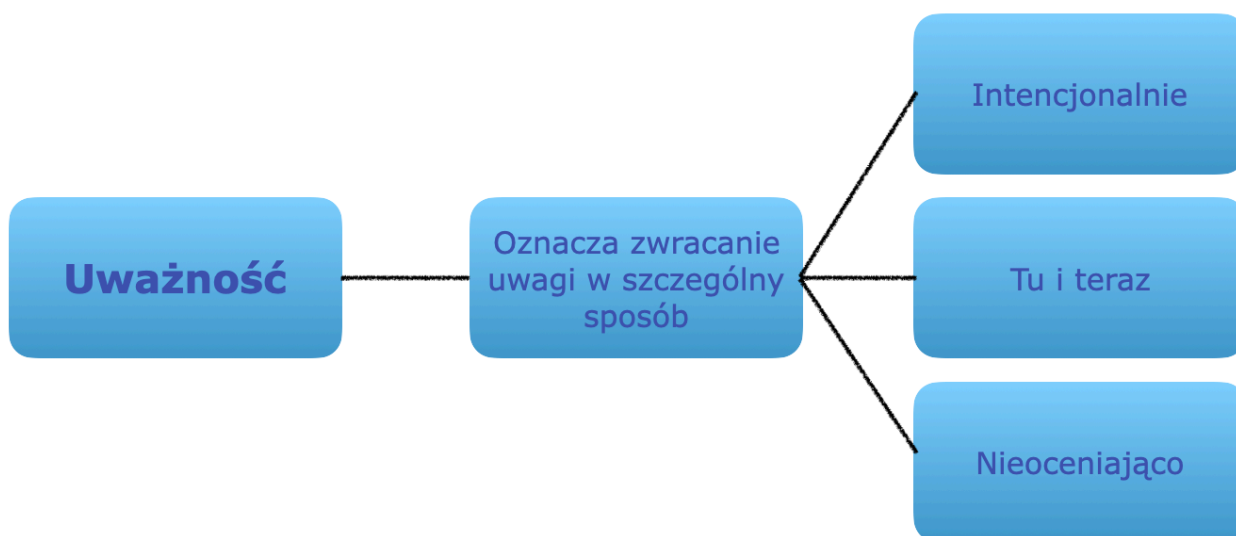 Uważność
Oznacza zwracanie
uwagi w szczególny
sposób
Intencjonalnie
Tu i teraz
Nieoceniająco